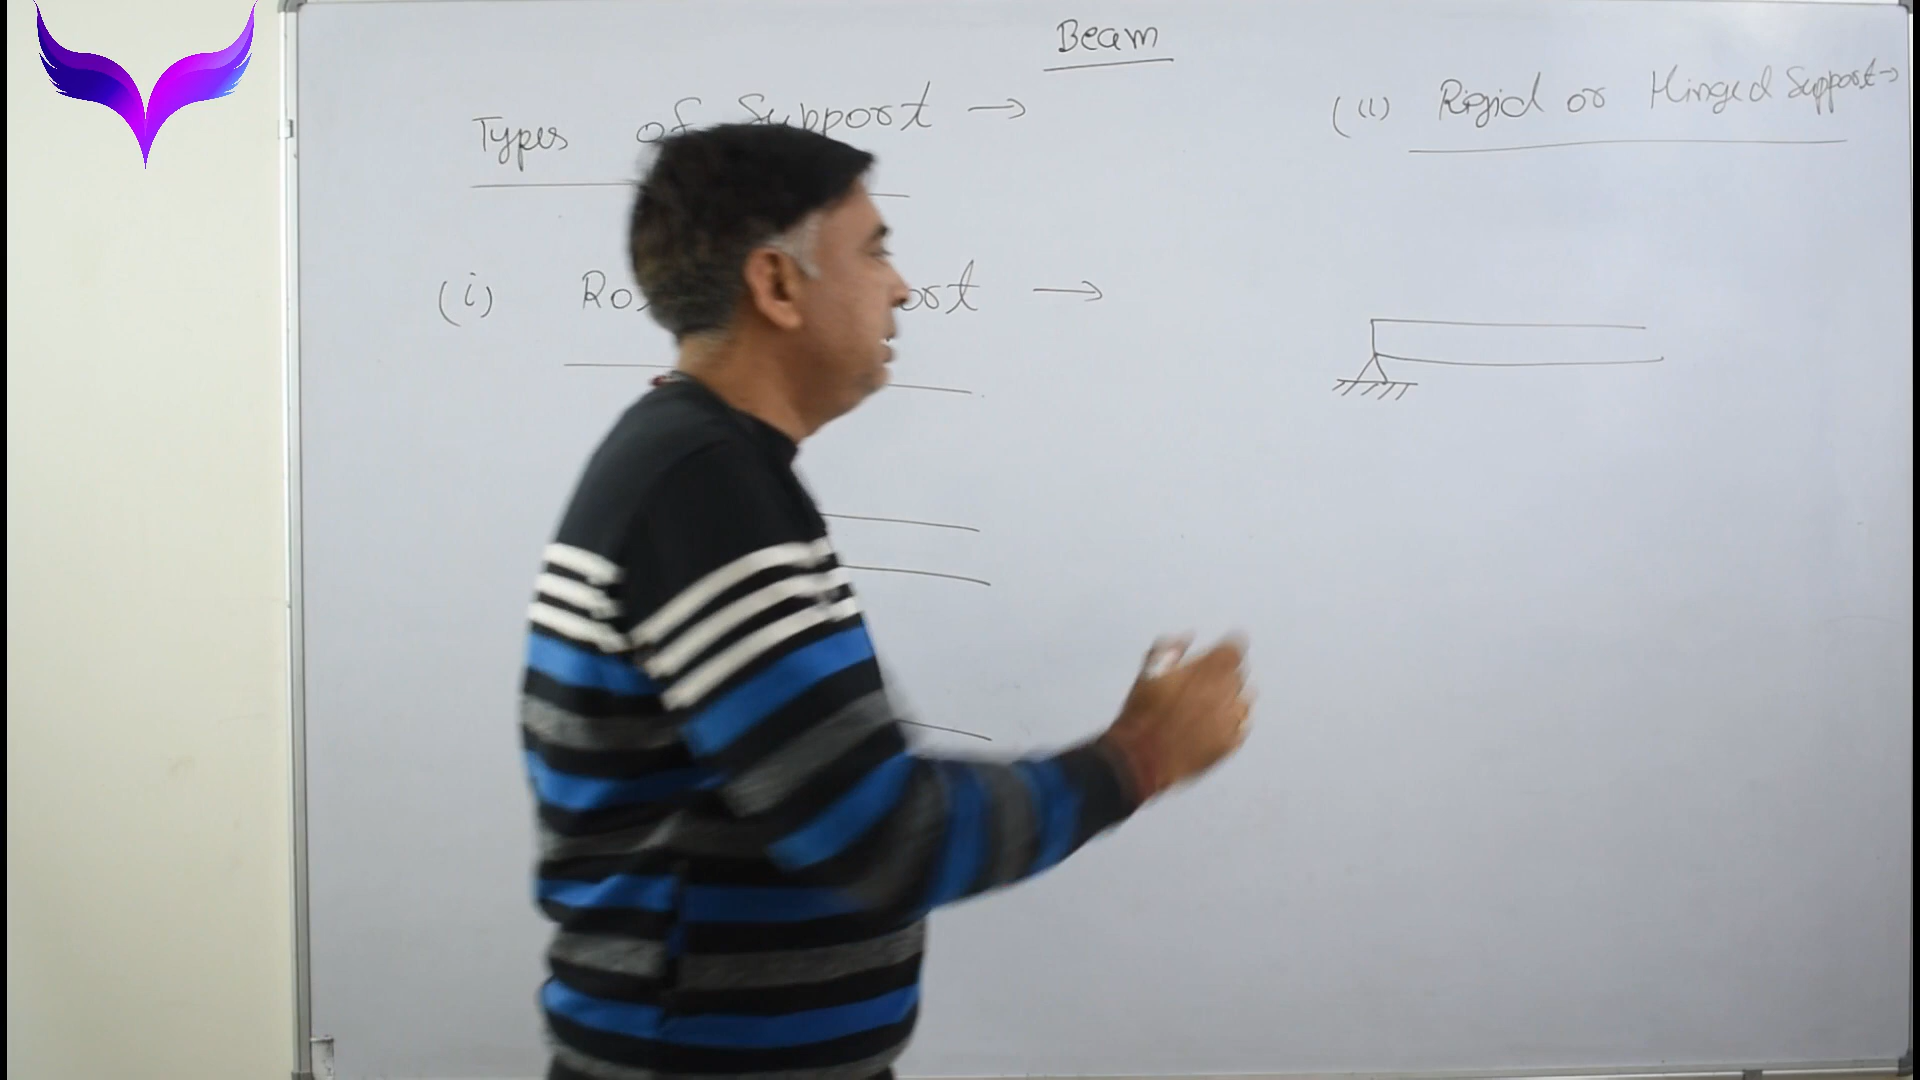 Beam
Types of Support →
(i) →
(ii) Rigid or Hinged Support →